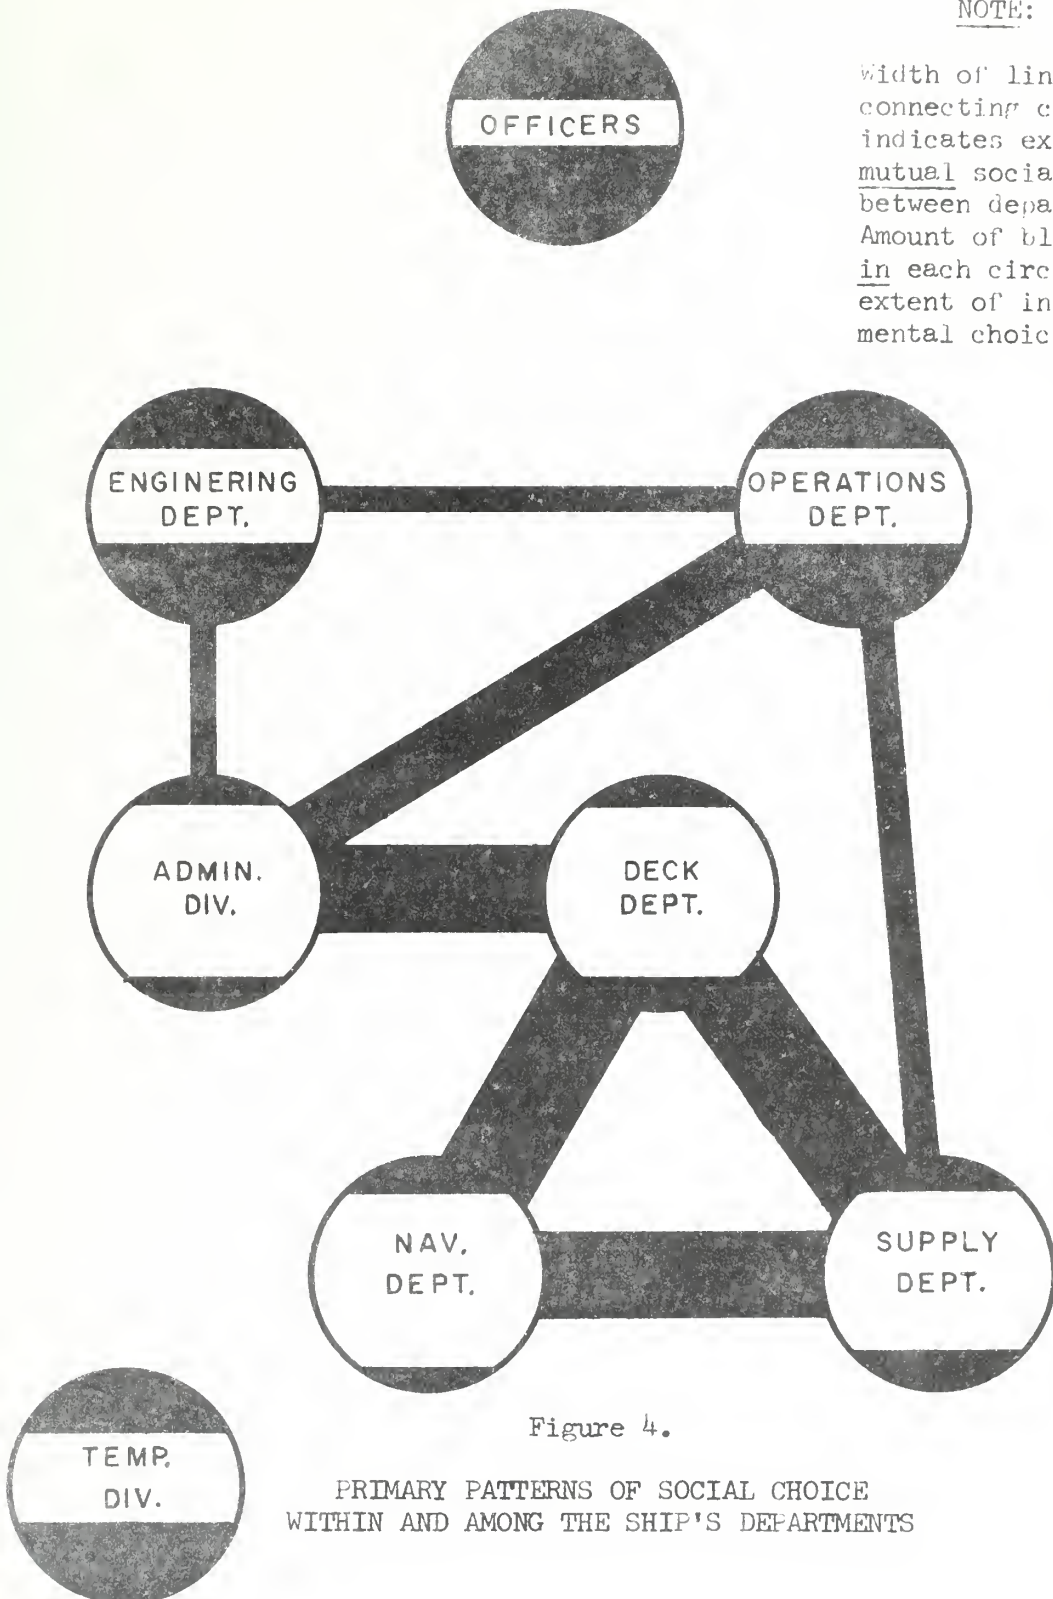 NOTE:
Width of lin
connecting c
indicates ex
mutual socia
between depa
Amount of bl
in each circ
extent of in
mental choic
OFFICERS
ENGINERING
DEPT.
OPERATIONS
DEPT.
ADMIN.
DIV.
DECK
DEPT.
NAV.
DEPT.
SUPPLY
DEPT.
TEMP.
DIV.
Figure 4.
PRIMARY PATTERNS OF SOCIAL CHOICE
WITHIN AND AMONG THE SHIP'S DEPARTMENTS